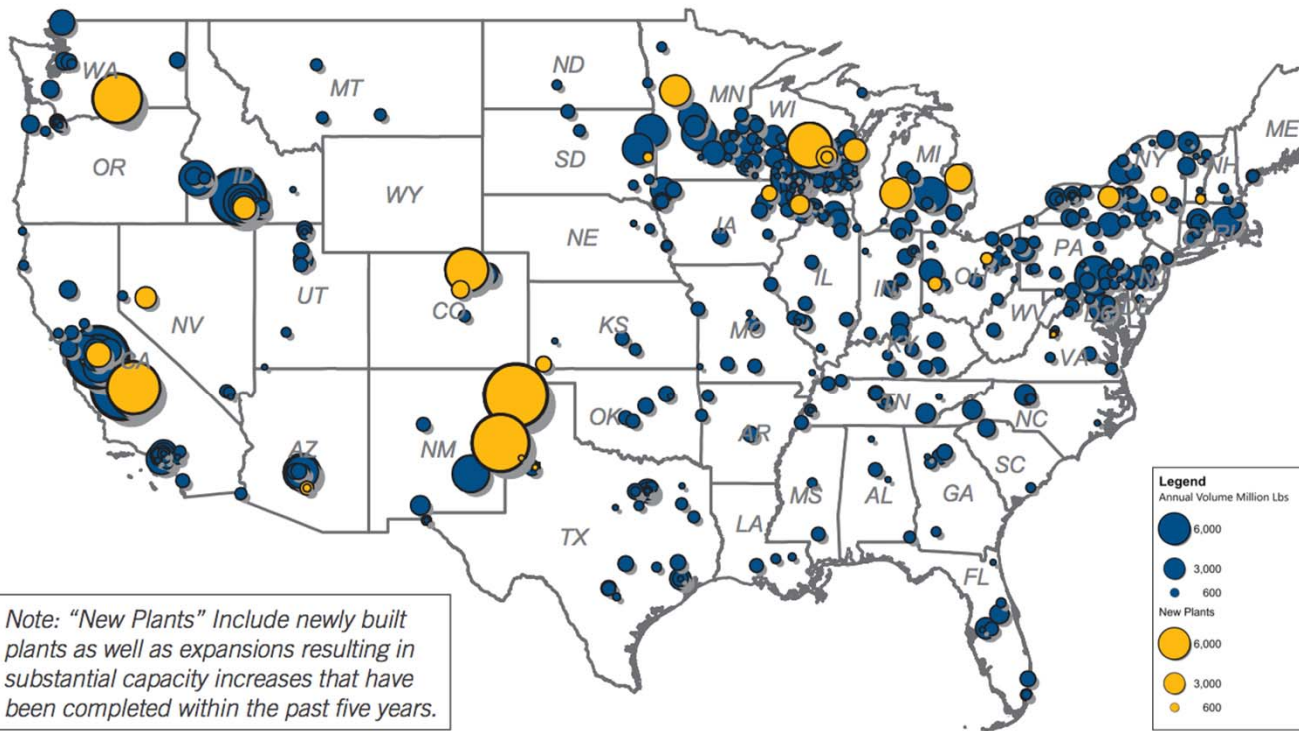 WA
MT
ND
MN
WI
ME
OR
ID
SD
MI
NY
NH
WY
IA
NE
PA
RI
NV
UT
CO
IL
IN
OH
WV
DE
CA
KS
MO
KY
VA
AZ
NM
OK
AR
TN
NC
SC
TX
LA
MS
AL
GA
FL
Legend
Annual Volume Million Lbs
6,000
3,000
600
New Plants
6,000
3,000
600
Note: “New Plants” Include newly built
plants as well as expansions resulting in
substantial capacity increases that have
been completed within the past five years.